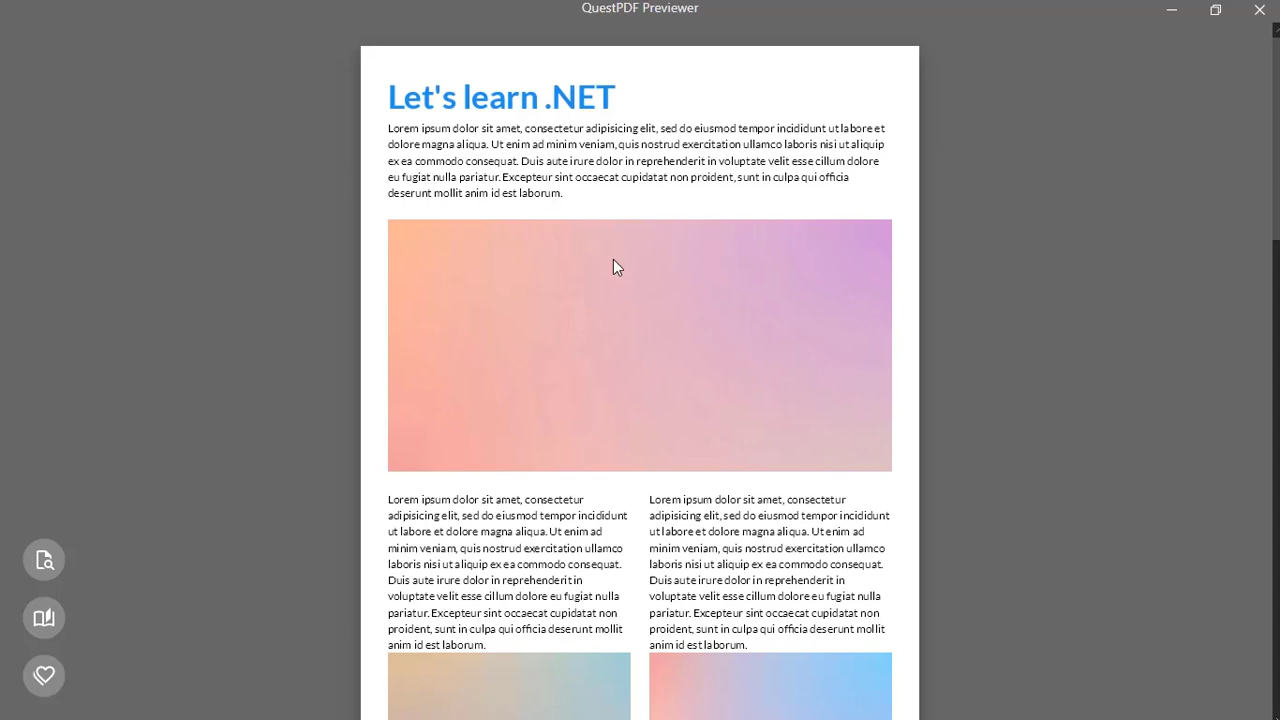 QuestPDF Previewer
Let's learn .NET
Lorem ipsum dolor sit amet, consectetur adipisicing elit, sed do eiusmod tempor incididunt ut labore et
dolore magna aliqua. Ut enim ad minim veniam, quis nostrud exercitation ullamco laboris nisi ut aliquip
ex ea commodo consequat. Duis aute irure dolor in reprehenderit in voluptate velit esse cillum dolore
eu fugiat nulla pariatur. Excepteur sint occaecat cupidatat non proident, sunt in culpa qui officia
deserunt mollit anim id est laborum.
Lorem ipsum dolor sit amet, consectetur
adipisicing elit, sed do eiusmod tempor incididunt
ut labore et dolore magna aliqua. Ut enim ad
minim veniam, quis nostrud exercitation ullamco
laboris nisi ut aliquip ex ea commodo consequat.
Duis aute irure dolor in reprehenderit in
voluptate velit esse cillum dolore eu fugiat nulla
pariatur. Excepteur sint occaecat cupidatat non
proident, sunt in culpa qui officia deserunt mollit
anim id est laborum.
Lorem ipsum dolor sit amet, consectetur
adipisicing elit, sed do eiusmod tempor incididunt
ut labore et dolore magna aliqua. Ut enim ad
minim veniam, quis nostrud exercitation ullamco
laboris nisi ut aliquip ex ea commodo consequat.
Duis aute irure dolor in reprehenderit in
voluptate velit esse cillum dolore eu fugiat nulla
pariatur. Excepteur sint occaecat cupidatat non
proident, sunt in culpa qui officia deserunt mollit
anim id est laborum.